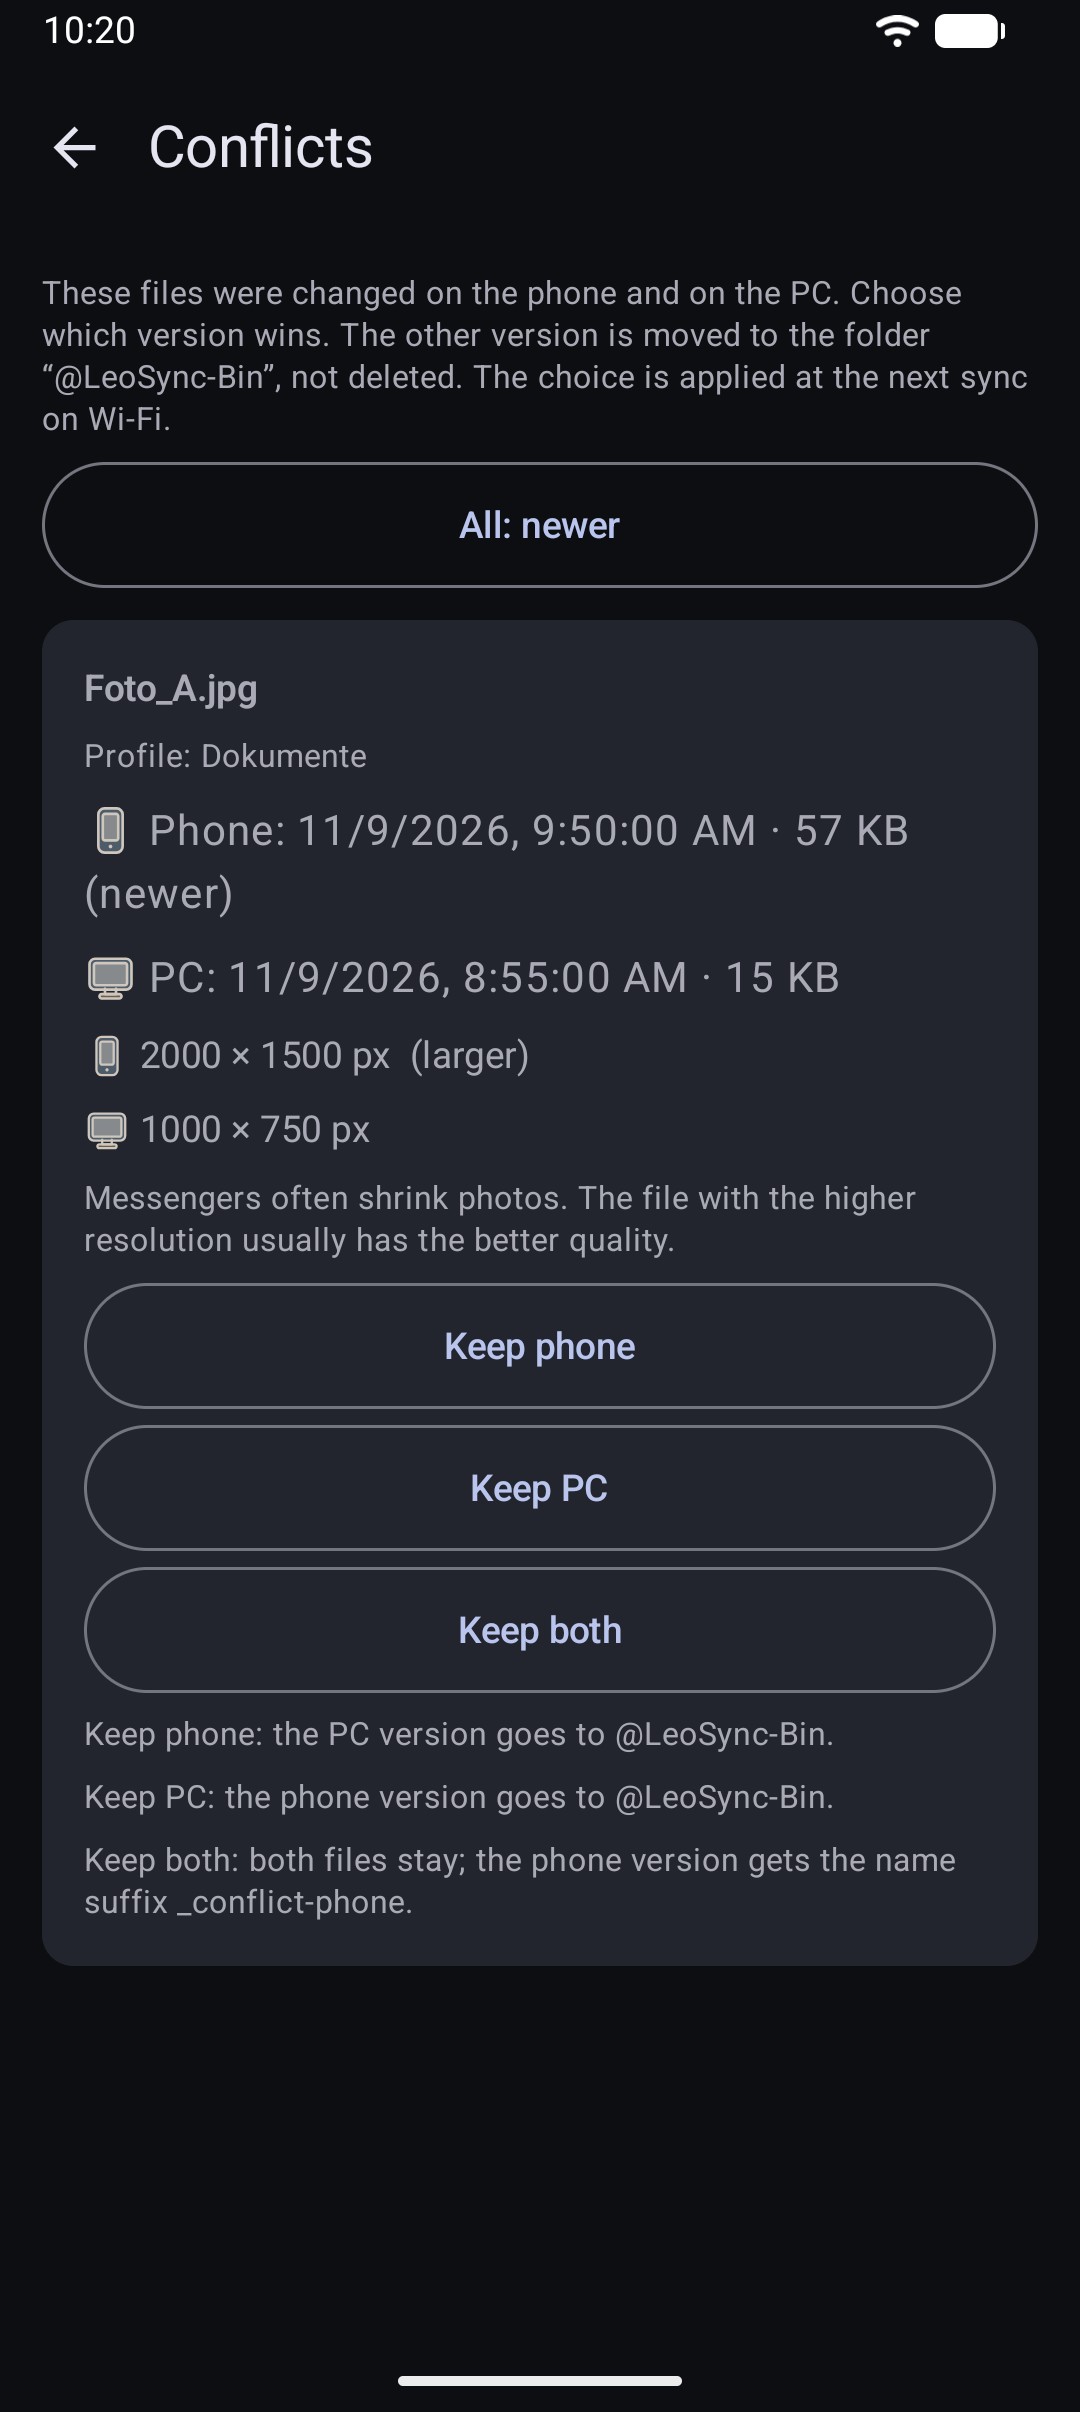 10:20
Conflicts
These files were changed on the phone and on the PC. Choose
which version wins. The other version is moved to the folder
“@LeoSync-Bin”, not deleted. The choice is applied at the next sync
on Wi-Fi.
All: newer
Foto_A.jpg
Profile: Dokumente
Phone: 11/9/2026, 9:50:00 AM · 57 KB
(newer)
PC: 11/9/2026, 8:55:00 AM · 15 KB
2000 × 1500 px (larger)
1000 × 750 px
Messengers often shrink photos. The file with the higher
resolution usually has the better quality.
Keep phone
Keep PC
Keep both
Keep phone: the PC version goes to @LeoSync-Bin.
Keep PC: the phone version goes to @LeoSync-Bin.
Keep both: both files stay; the phone version gets the name
suffix _conflict-phone.